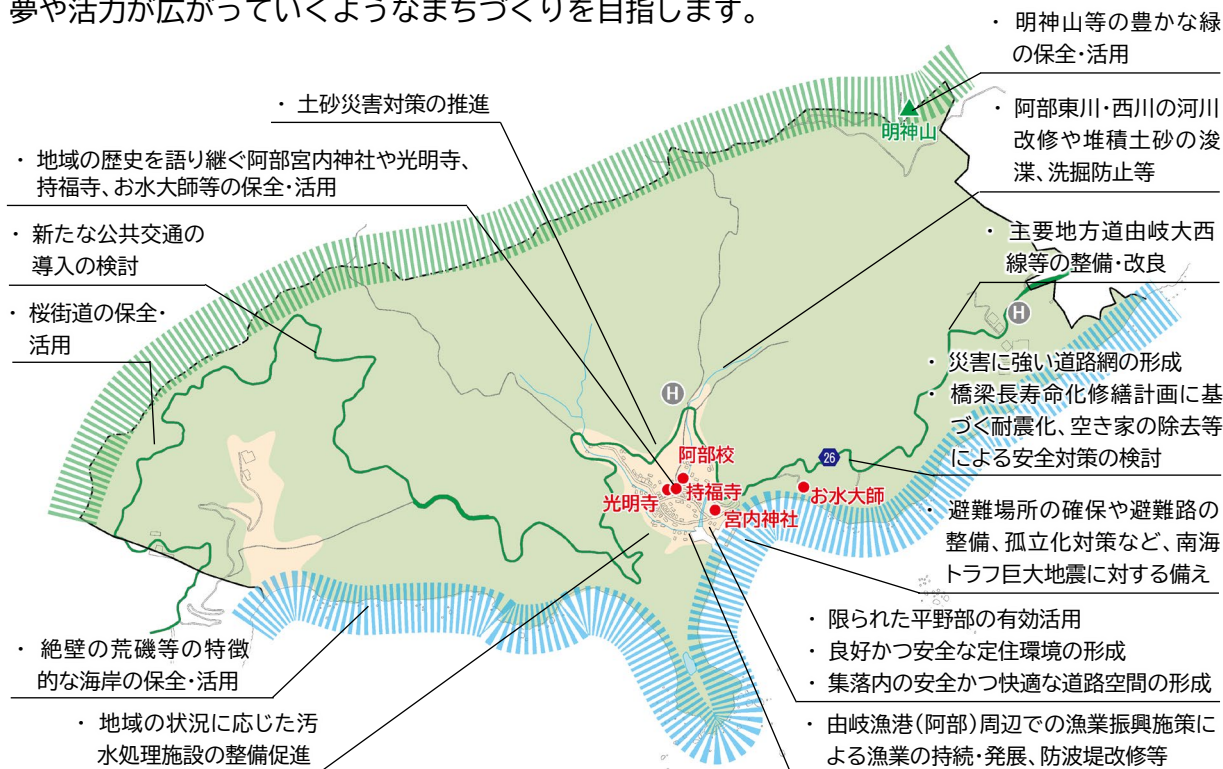 夢や活力が広がっていくようなまちづくりを目指します。
・ 明神山等の豊かな緑
の保全・活用
・ 土砂災害対策の推進
・ 阿部東川・西川の河川
改修や堆積土砂の浚
渫、洗掘防止等
明神山
・ 地域の歴史を語り継ぐ阿部宮内神社や光明寺、
持福寺、お水大師等の保全・活用
・ 新たな公共交通の
導入の検討
・ 主要地方道由岐大西
線等の整備・改良
・ 桜街道の保全・
活用
H
・ 災害に強い道路網の形成
・ 橋梁長寿命化修繕計画に基
づく耐震化、空き家の除去等
による安全対策の検討
H
阿部校
26
光明寺
持福寺
お水大師
宮内神社
・ 避難場所の確保や避難路の
整備、孤立化対策など、南海
トラフ巨大地震に対する備え
・ 限られた平野部の有効活用
・ 良好かつ安全な定住環境の形成
・ 集落内の安全かつ快適な道路空間の形成
・ 絶壁の荒磯等の特徴
的な海岸の保全・活用
・ 地域の状況に応じた汚
水処理施設の整備促進
・ 由岐漁港(阿部)周辺での漁業振興施策に
よる漁業の持続・発展、防波堤改修等